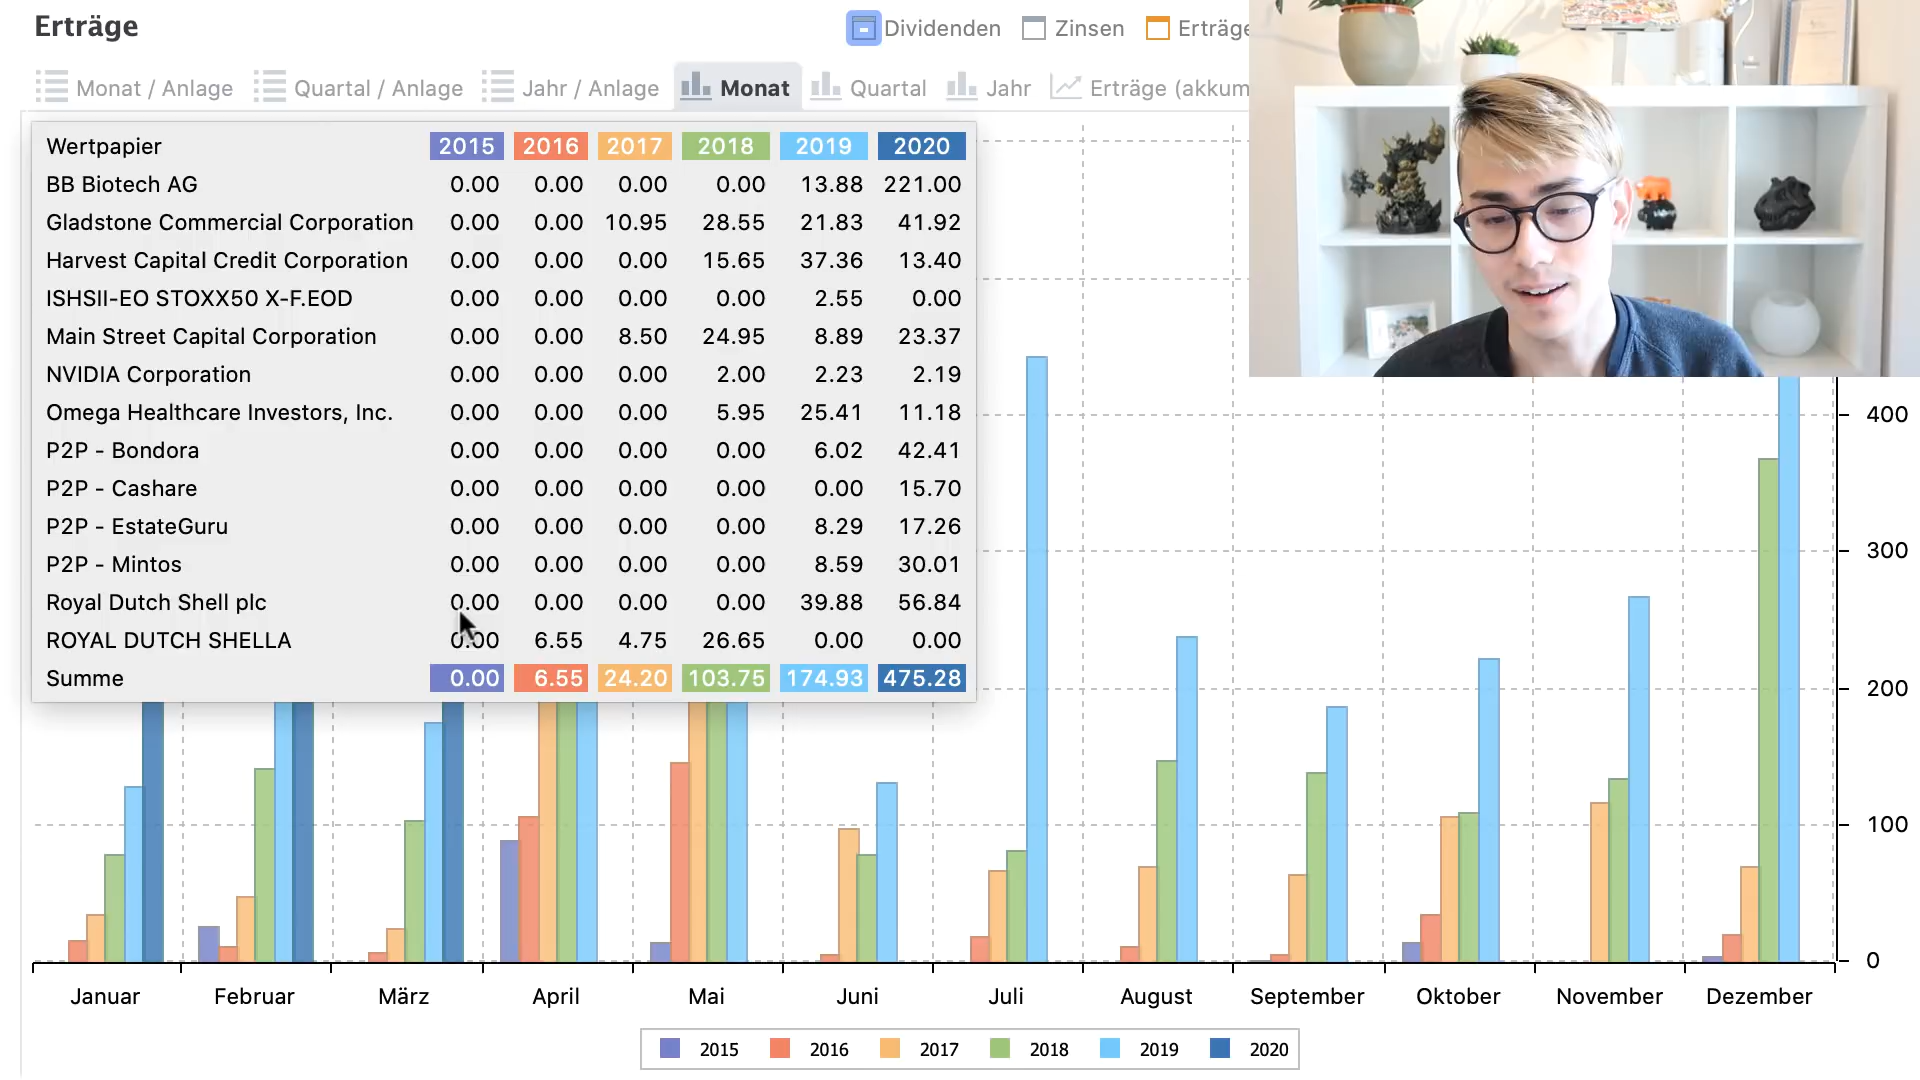 Erträge
Dividenden Zinsen Erträge
Monat / Anlage Quartal / Anlage Jahr / Anlage Monat Quartal Jahr Erträge (akkum
Wertpapier 2015 2016 2017 2018 2019 2020
BB Biotech AG 0.00 0.00 0.00 0.00 13.88 221.00
Gladstone Commercial Corporation 0.00 0.00 10.95 28.55 21.83 41.92
Harvest Capital Credit Corporation 0.00 0.00 0.00 15.65 37.36 13.40
ISHSII-EO STOXX50 X-F.EOD 0.00 0.00 0.00 0.00 2.55 0.00
Main Street Capital Corporation 0.00 0.00 8.50 24.95 8.89 23.37
NVIDIA Corporation 0.00 0.00 0.00 2.00 2.23 2.19
Omega Healthcare Investors, Inc. 0.00 0.00 0.00 5.95 25.41 11.18
P2P - Bondora 0.00 0.00 0.00 0.00 6.02 42.41
P2P - Cashare 0.00 0.00 0.00 0.00 0.00 15.70
P2P - EstateGuru 0.00 0.00 0.00 0.00 8.29 17.26
P2P - Mintos 0.00 0.00 0.00 0.00 8.59 30.01
Royal Dutch Shell plc 0.00 0.00 0.00 0.00 39.88 56.84
ROYAL DUTCH SHELLA 0.00 6.55 4.75 26.65 0.00 0.00
Summe 0.00 6.55 24.20 103.75 174.93 475.28
400
300
200
100
0
Januar Februar März April Mai Juni Juli August September Oktober November Dezember
2015 2016 2017 2018 2019 2020